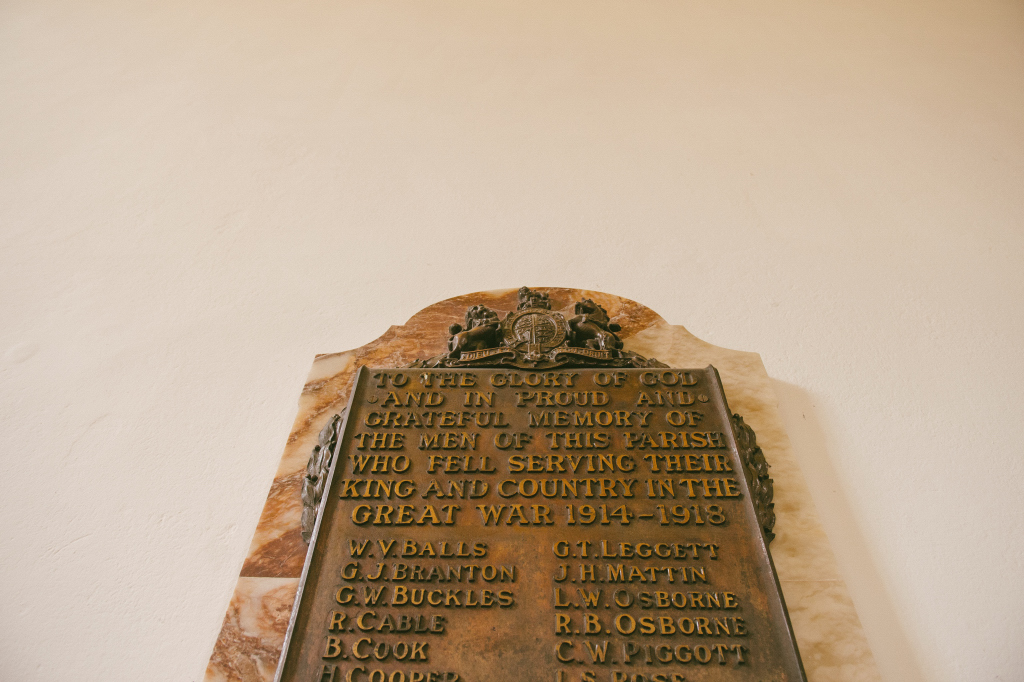 TO THE GLORY OF GOD
AND IN PROUD AND
GRATEFUL MEMORY OF
THE MEN OF THIS PARISH
WHO FELL SERVING THEIR
KING AND COUNTRY IN THE
GREAT WAR 1914-1918
W.V. BALLS
G.J. BRANTON
G.W. BUCKLES
R. CABLE
B. COOK
H. COOPER
G.T. LEGGETT
J.H. MATTIN
L.W. OSBORNE
R.B. OSBORNE
C.W. PIGGOTT
ROSE